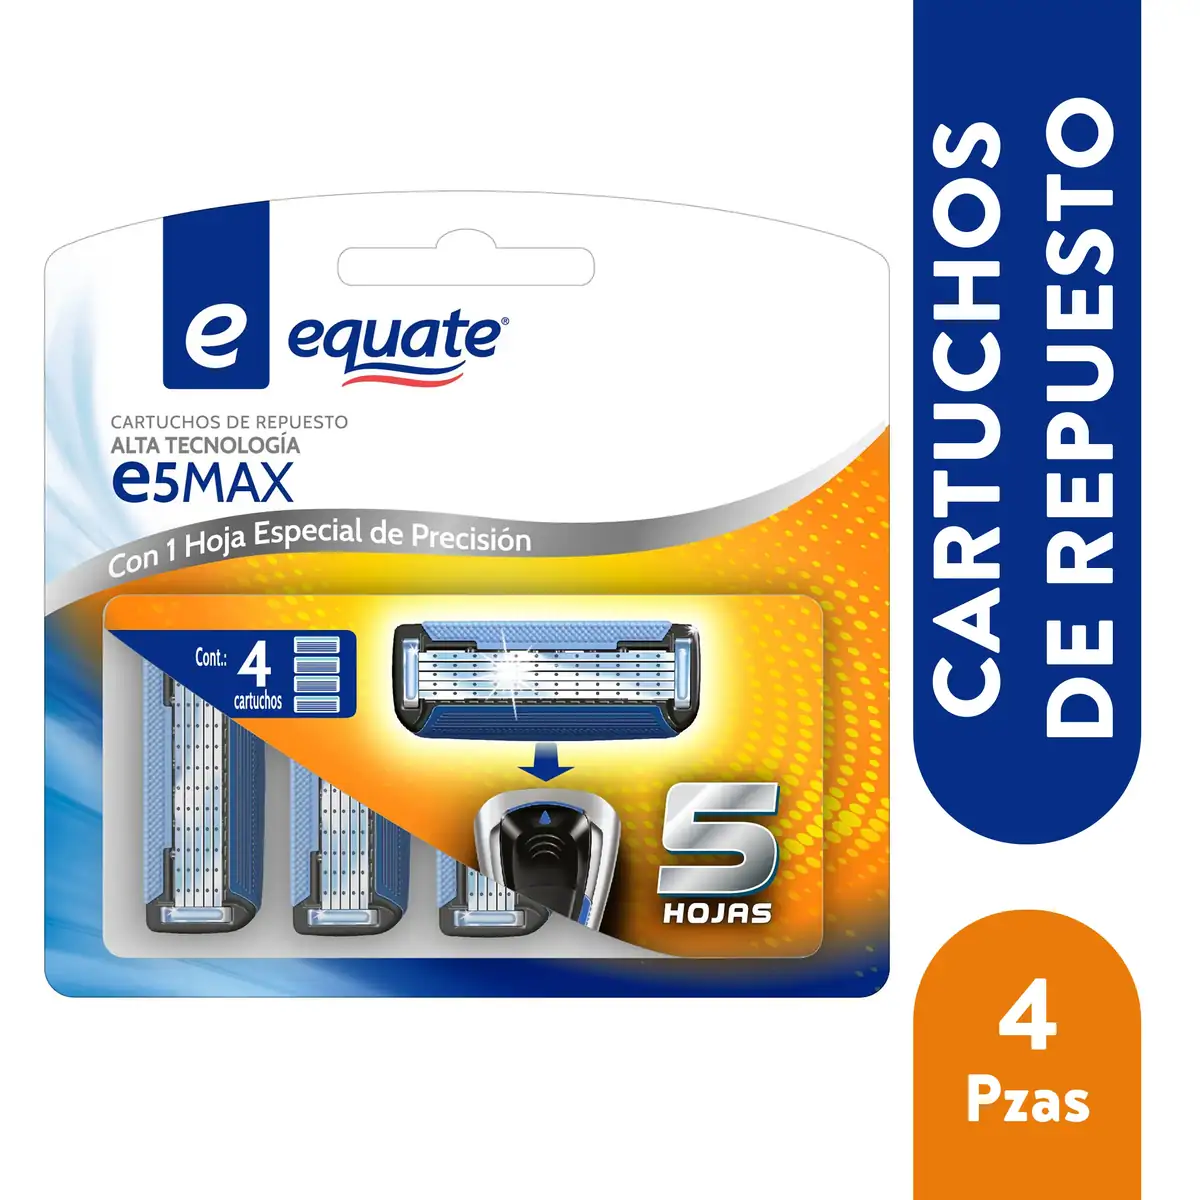 e equate®
CARTUCHOS DE REPUESTO
ALTA TECNOLOGÍA
e5MAX
Con 1 Hoja Especial de Precisión
Cont.: 4
cartuchos
5
HOJAS
CARTUCHOS
DE REPUESTO
4
Pzas